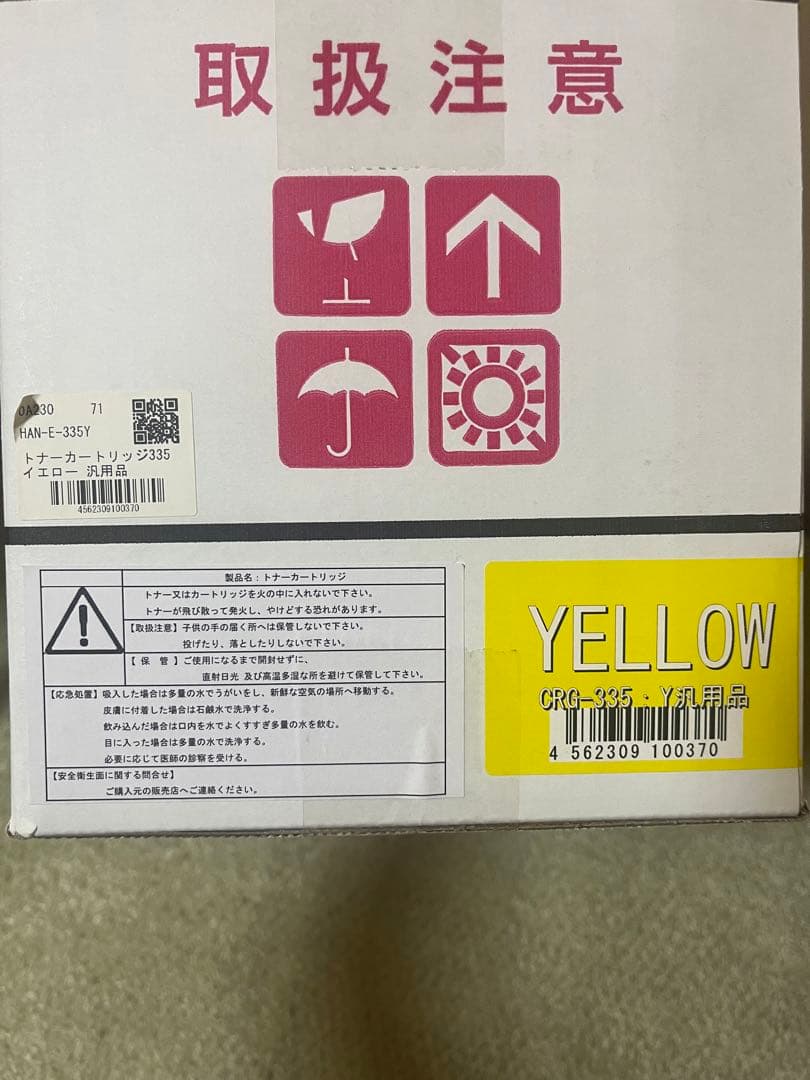 取扱注意
0A230 71
HAN-E-335Y
トナーカートリッジ335
イエロー 汎用品
4562309100370
製品名：トナーカートリッジ
トナー又はカートリッジを火の中に入れないで下さい。
トナーが飛び散って発火し、やけどする恐れがあります。
【取扱注意】子供の手の届く所へは保管しないで下さい。
投げたり、落としたりしないで下さい。
【 保 管 】ご使用になるまで開封せずに、
直射日光 及び高温多湿な所を避けて保管して下さい。
【応急処置】吸入した場合は多量の水でうがいをし、新鮮な空気の場所へ移動する。
皮膚に付着した場合は石鹸水で洗浄する。
飲み込んだ場合は口内を水でよくすすぎ多量の水を飲む。
目に入った場合は多量の水で洗浄する。
必要に応じて医師の診察を受ける。
【安全衛生面に関する問合せ】
ご購入元の販売店へご連絡ください。
YELLOW
CRG-335・Y汎用品
4 562309 100370